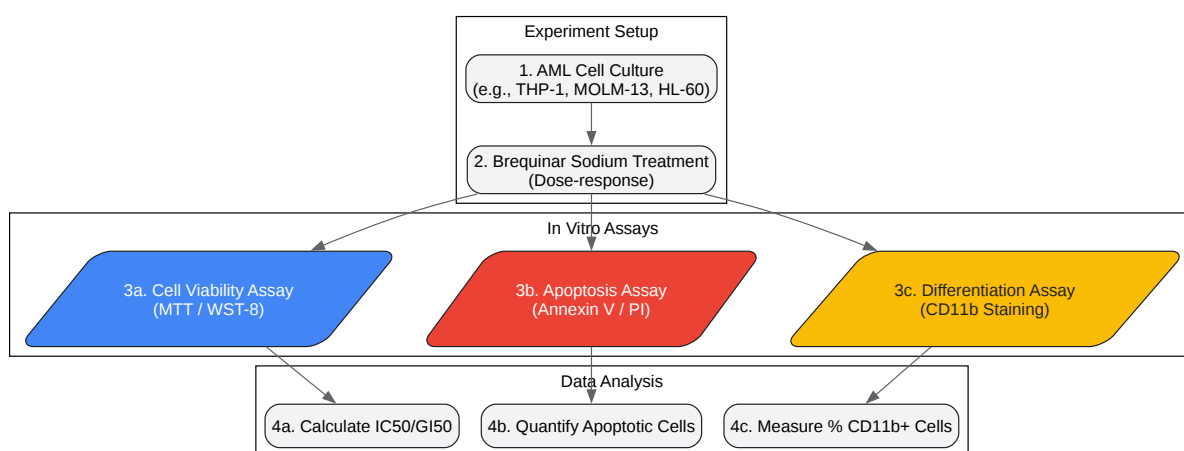 Experiment Setup
1. AML Cell Culture
(e.g., THP-1, MOLM-13, HL-60)
2. Brequinar Sodium Treatment
(Dose-response)
In Vitro Assays
3a. Cell Viability Assay
(MTT / WST-8)
3b. Apoptosis Assay
(Annexin V / PI)
3c. Differentiation Assay
(CD11b Staining)
Data Analysis
4a. Calculate IC50/GI50
4b. Quantify Apoptotic Cells
4c. Measure % CD11b+ Cells